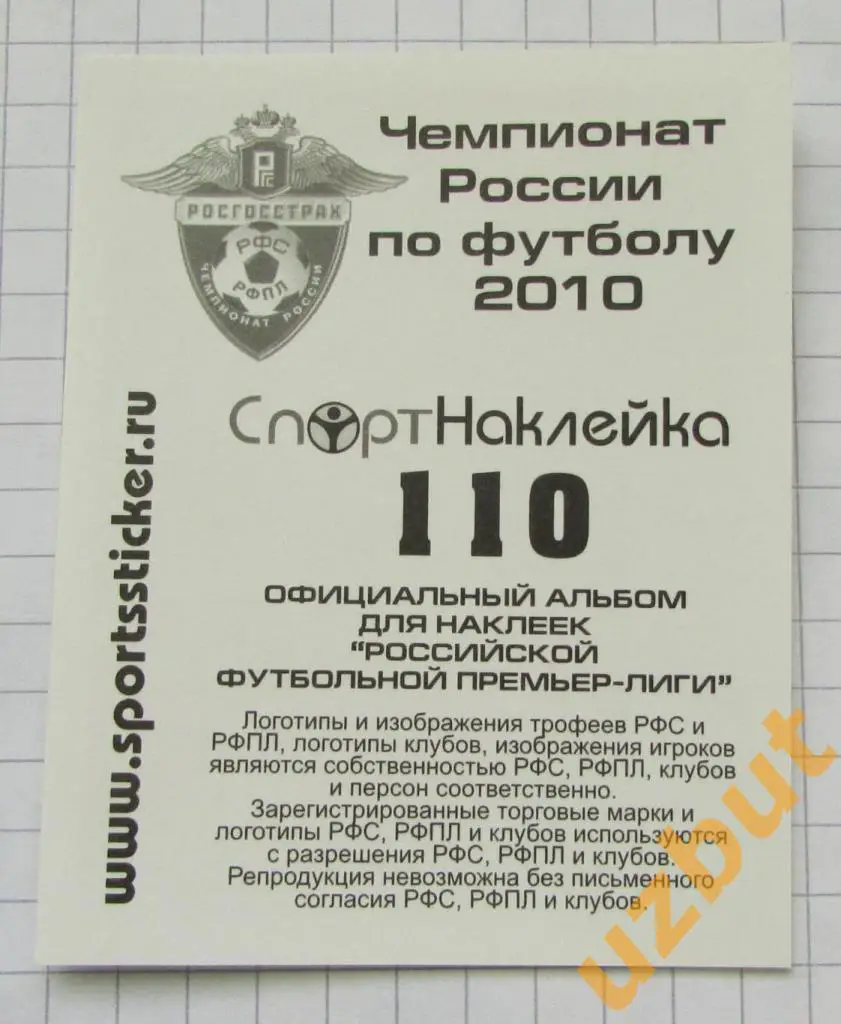 Чемпионат
России
по футболу
2010
РГС
РОСГОССТРАХ
РФС
РФПЛ
ЧЕМПИОНАТ РОССИИ
www.sportssticker.ru
СпортНаклейка
110
ОФИЦИАЛЬНЫЙ АЛЬБОМ
ДЛЯ НАКЛЕЕК
"РОССИЙСКОЙ
ФУТБОЛЬНОЙ ПРЕМЬЕР-ЛИГИ"
Логотипы и изображения трофеев РФС и
РФПЛ, логотипы клубов, изображения игроков
являются собственностью РФС, РФПЛ, клубов
и персон соответственно.
Зарегистрированные торговые марки и
логотипы РФС, РФПЛ и клубов используются
с разрешения РФС, РФПЛ и клубов.
Репродукция невозможна без письменного
согласия РФС, РФПЛ и клубов.
uzbut